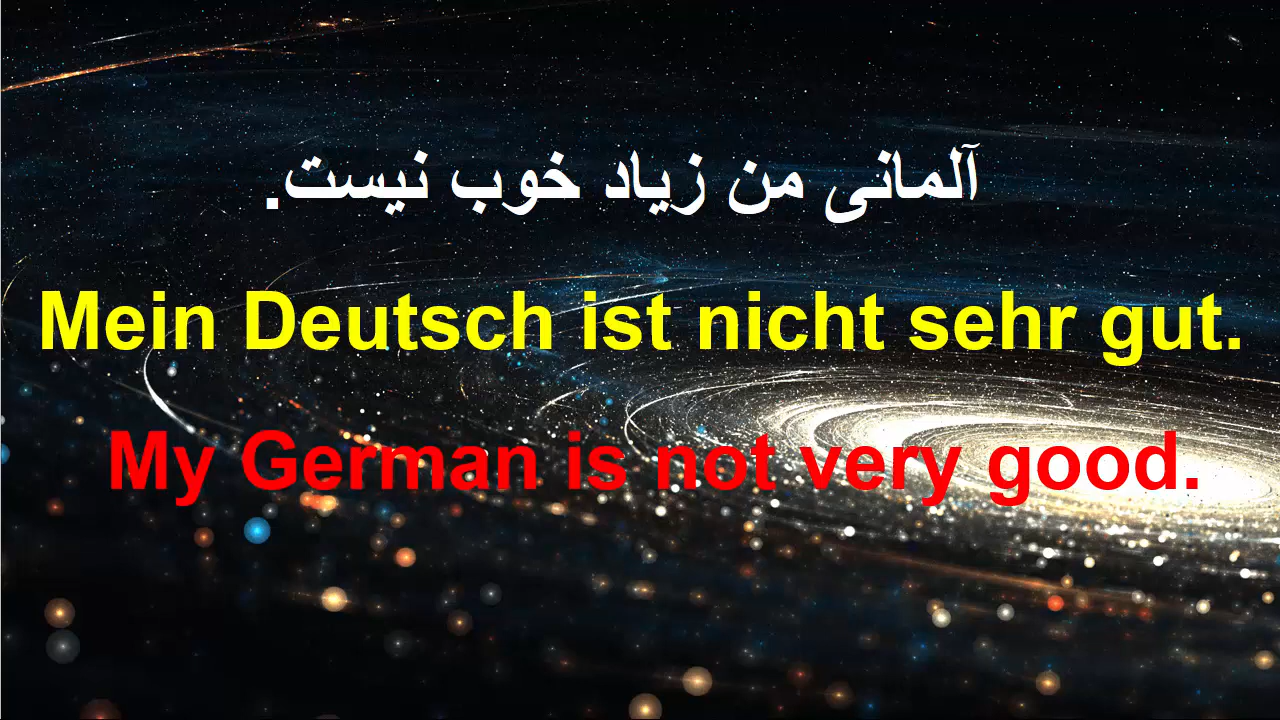 آلمانی من زیاد خوب نیست.
Mein Deutsch ist nicht sehr gut.
My German is not very good.